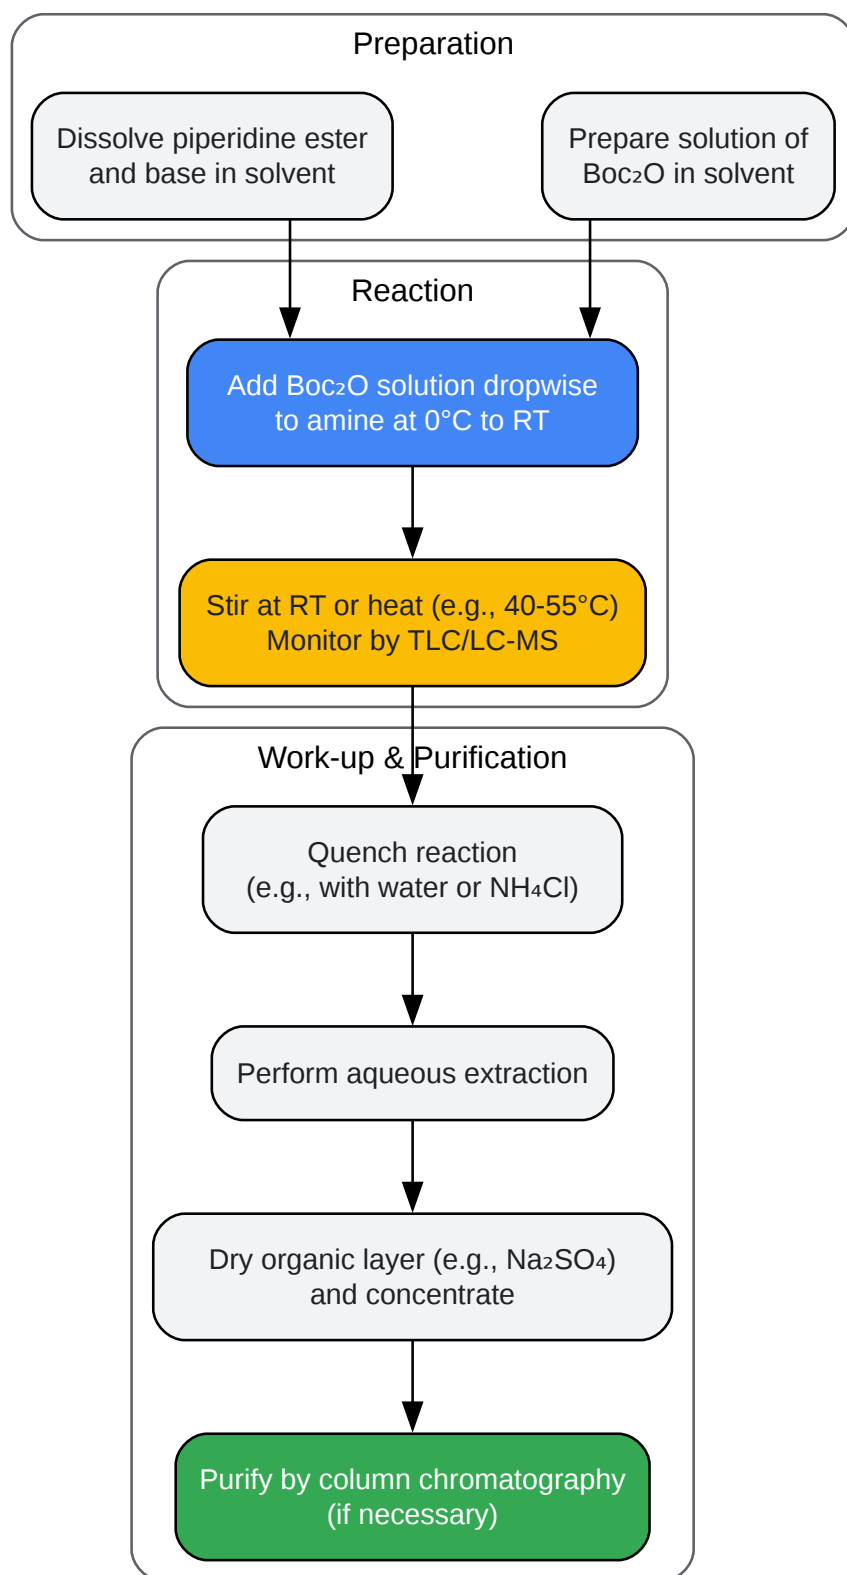 Preparation
Dissolve piperidine ester
and base in solvent
Prepare solution of
Boc₂O in solvent
Reaction
Add Boc₂O solution dropwise
to amine at 0°C to RT
Stir at RT or heat (e.g., 40-55°C)
Monitor by TLC/LC-MS
Work-up & Purification
Quench reaction
(e.g., with water or NH₄Cl)
Perform aqueous extraction
Dry organic layer (e.g., Na₂SO₄)
and concentrate
Purify by column chromatography
(if necessary)